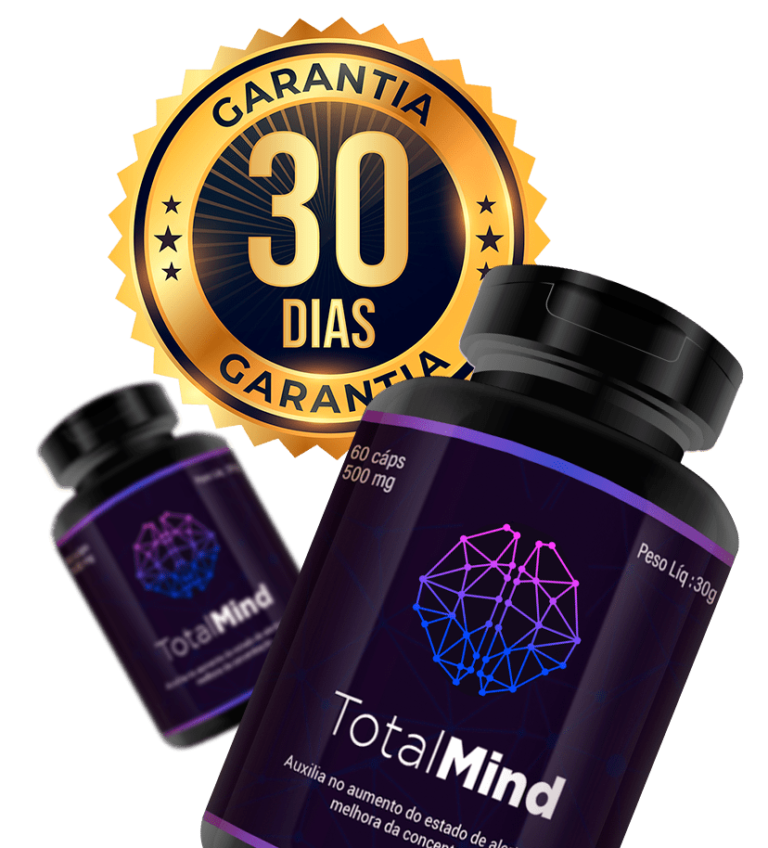 GARANTIA
30
DIAS
GARANTIA
60 cáps
500 mg
Peso Líq :30g
TotalMind
Auxilia no aumento do estado de
melhora da
TotalMind